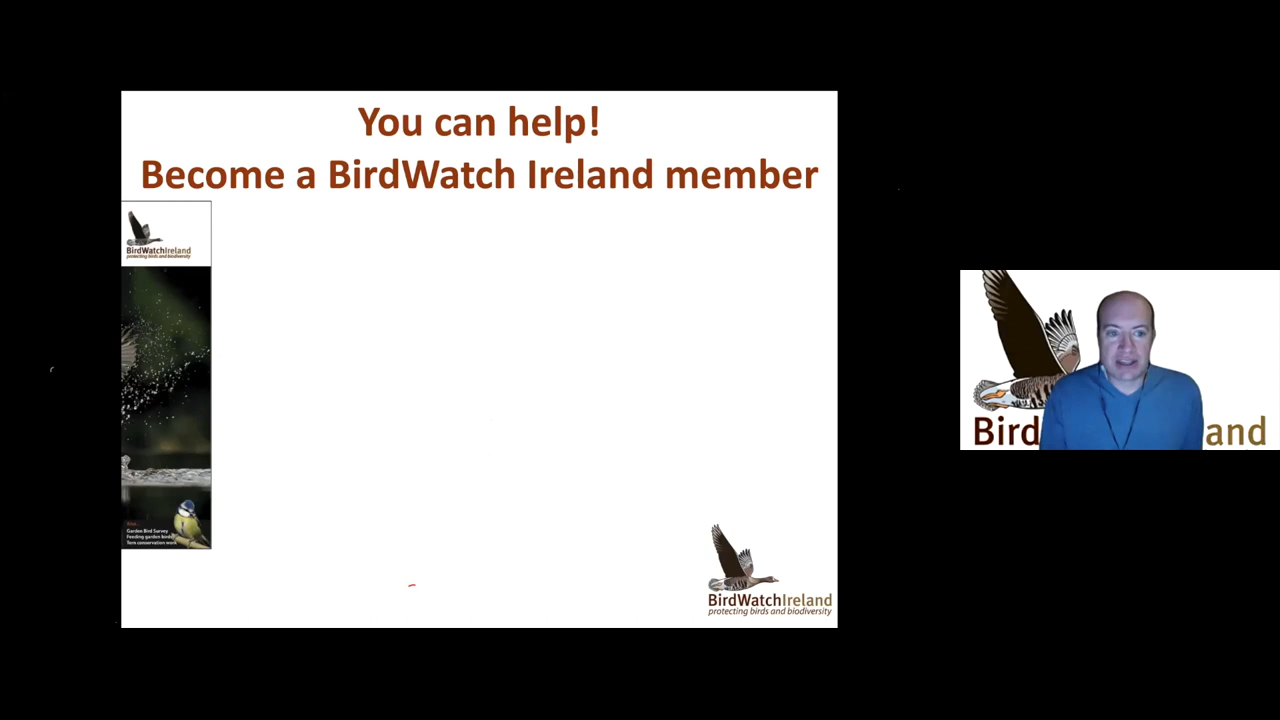 You can help!
Become a BirdWatch Ireland member
BirdWatchIreland
protecting birds and biodiversity
Garden Bird Survey
Feeding garden birds
Tern conservation work
BirdWatchIreland
protecting birds and biodiversity
Bird
and